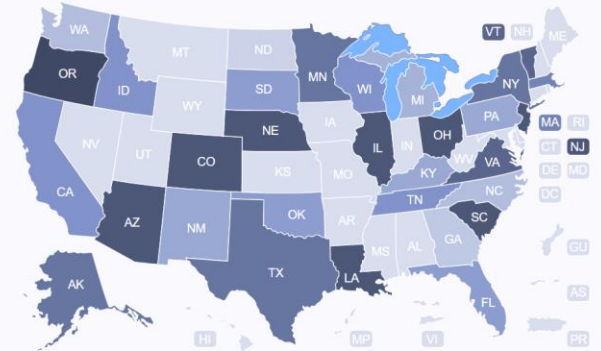 WA
MT
ND
MN
VT
NH
ME
OR
ID
SD
WI
MI
NY
WY
NE
IA
PA
MA
RI
NV
UT
CO
IL
IN
OH
CT
NJ
CA
KS
MO
KY
WV
VA
DE
MD
AZ
NM
OK
AR
TN
NC
DC
TX
LA
MS
AL
GA
SC
GU
AK
FL
AS
HI
MP
VI
PR